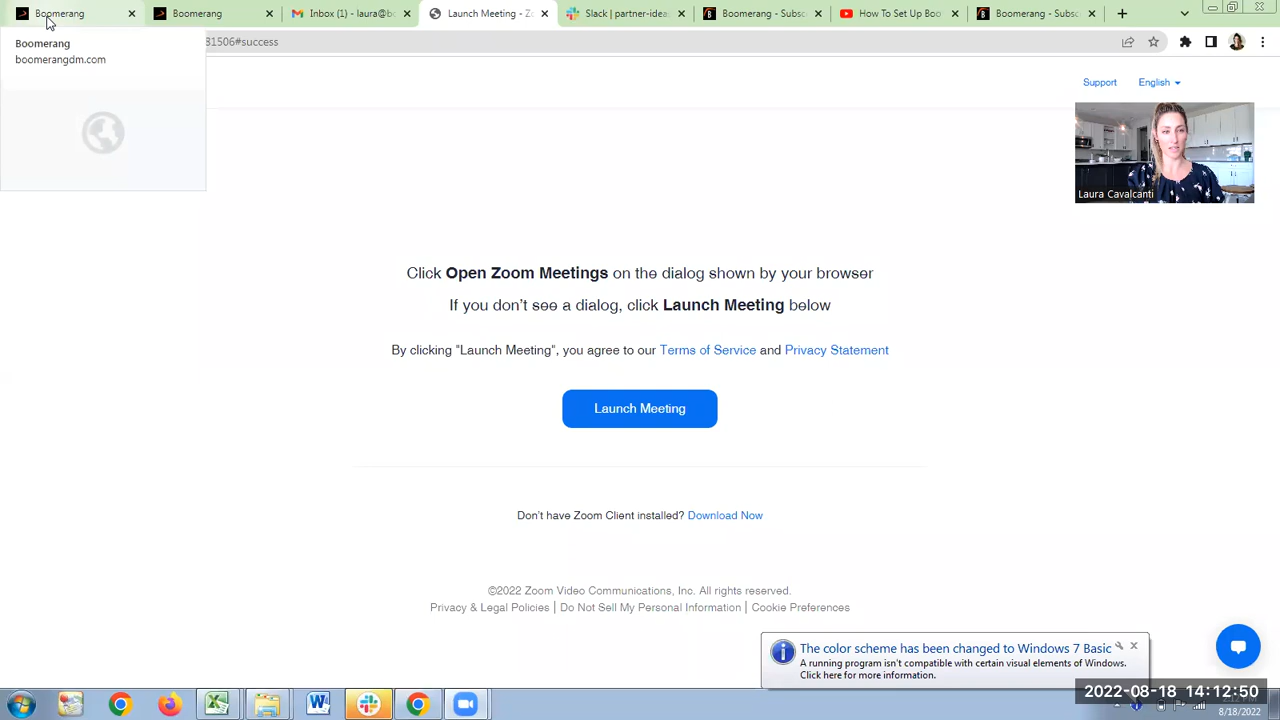 Boomerang
Boomerang
Inbox (1) - laura@b
Launch Meeting - Z
Slack | partner-idea
Boomerang - Subsc
How To Set Up Boo
Boomerang - Subsc
Boomerang
boomerangdm.com
31506#success
Support
English
Laura Cavalcanti
Click Open Zoom Meetings on the dialog shown by your browser
If you don't see a dialog, click Launch Meeting below
By clicking "Launch Meeting", you agree to our Terms of Service and Privacy Statement
Launch Meeting
Don't have Zoom Client installed? Download Now
©2022 Zoom Video Communications, Inc. All rights reserved.
Privacy & Legal Policies | Do Not Sell My Personal Information | Cookie Preferences
The color scheme has been changed to Windows 7 Basic
A running program isn't compatible with certain visual elements of Windows.
Click here for more information.
2022-08-18 14:12:50
8/18/2022